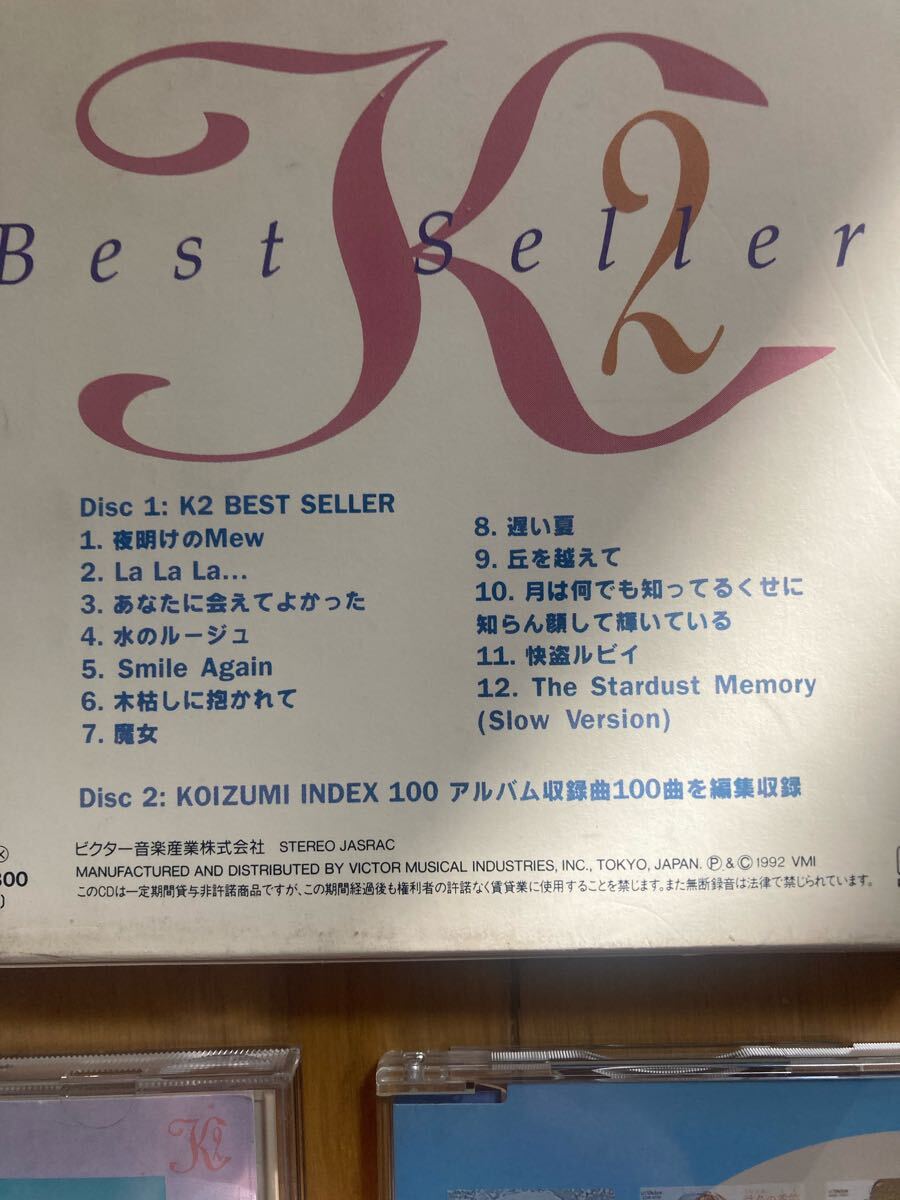 K2
Best Seller
Disc 1: K2 BEST SELLER
1. 夜明けのMew
2. La La La...
3. あなたに会えてよかった
4. 水のルージュ
5. Smile Again
6. 木枯しに抱かれて
7. 魔女
8. 遅い夏
9. 丘を越えて
10. 月は何でも知ってるくせに
知らん顔して輝いている
11. 快盗ルビイ
12. The Stardust Memory
(Slow Version)
Disc 2: KOIZUMI INDEX 100 アルバム収録曲100曲を編集収録
ビクター音楽産業株式会社 STEREO JASRAC
MANUFACTURED AND DISTRIBUTED BY VICTOR MUSICAL INDUSTRIES, INC., TOKYO, JAPAN. Ⓟ & © 1992 VMI
このCDは一定期間貸与非許諾商品ですが、この期間経過後も権利者の許諾なく賃貸業に使用することを禁じます。また無断録音は法律で禁じられています。
K2